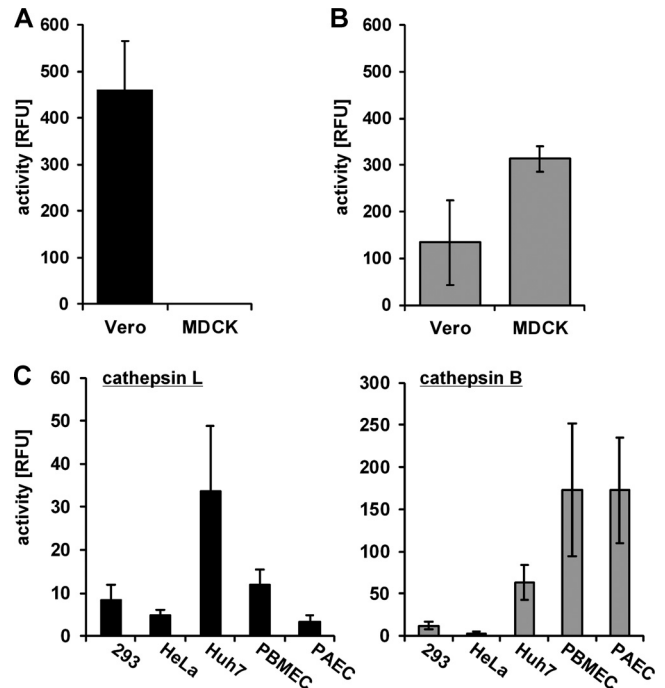 A
600
500
400
300
200
100
0
activity [RFU]
Vero MDCK
B
600
500
400
300
200
100
0
activity [RFU]
Vero MDCK
C
cathepsin L
60
50
40
30
20
10
0
activity [RFU]
293 HeLa Huh7 PBMEC PAEC
cathepsin B
300
250
200
150
100
50
0
293 HeLa Huh7 PBMEC PAEC